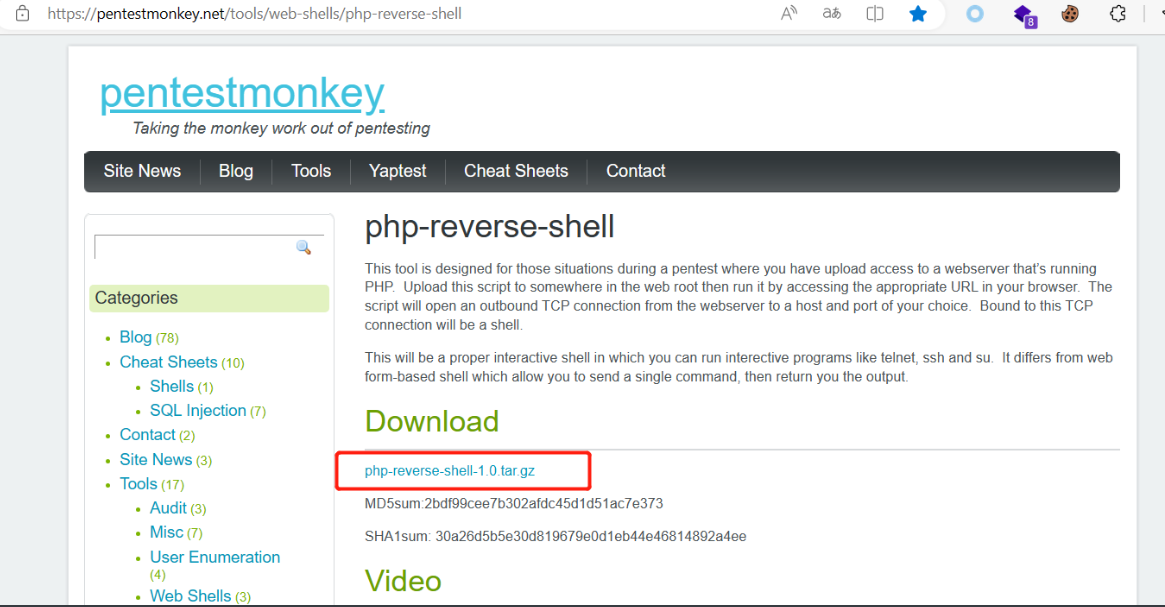 https://pentestmonkey.net/tools/web-shells/php-reverse-shell
A
aあ
8
pentestmonkey
Taking the monkey work out of pentesting
Site News
Blog
Tools
Yaptest
Cheat Sheets
Contact
Categories
Blog (78)
Cheat Sheets (10)
Shells (1)
SQL Injection (7)
Contact (2)
Site News (3)
Tools (17)
Audit (3)
Misc (7)
User Enumeration
(4)
Web Shells (3)
php-reverse-shell
This tool is designed for those situations during a pentest where you have upload access to a webserver that's running
PHP. Upload this script to somewhere in the web root then run it by accessing the appropriate URL in your browser. The
script will open an outbound TCP connection from the webserver to a host and port of your choice. Bound to this TCP
connection will be a shell.
This will be a proper interactive shell in which you can run interective programs like telnet, ssh and su. It differs from web
form-based shell which allow you to send a single command, then return you the output.
Download
php-reverse-shell-1.0.tar.gz
MD5sum:2bdf99cee7b302afdc45d1d51ac7e373
SHA1sum: 30a26d5b5e30d819679e0d1eb44e46814892a4ee
Video